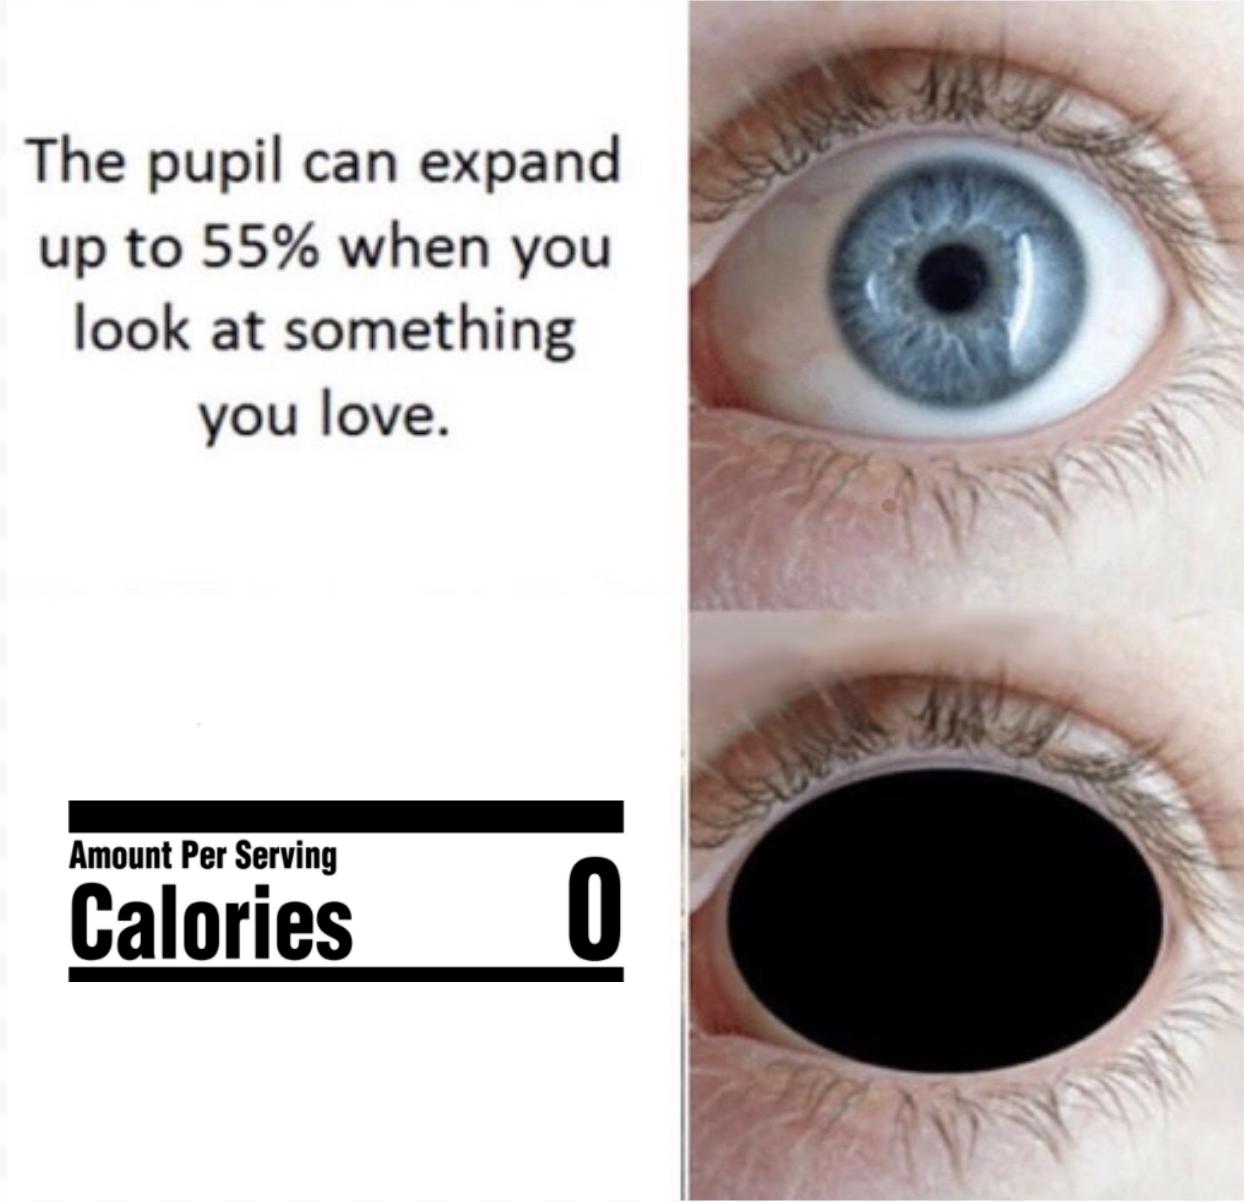 The pupil can expand
up to 55% when you
look at something
you love.
Amount Per Serving
Calories 0